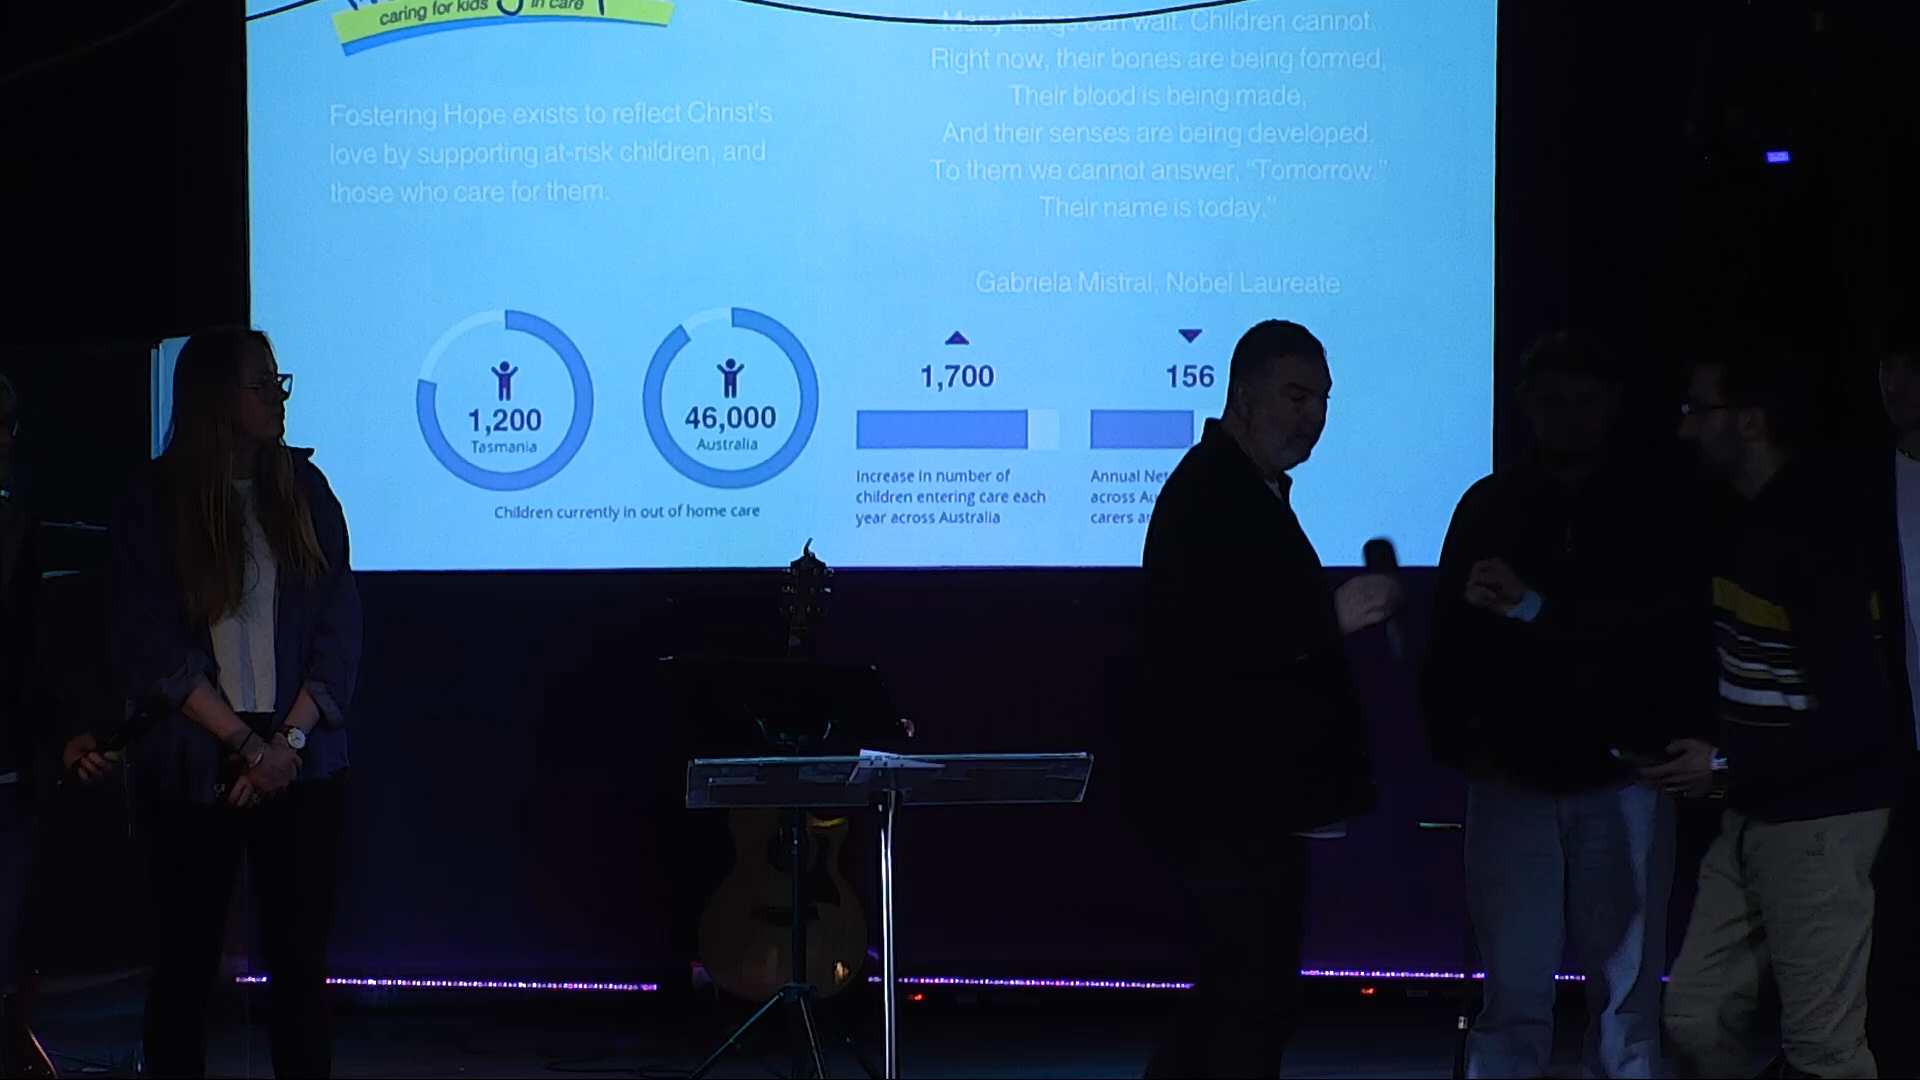 caring for kids in care
Fostering Hope exists to reflect Christ's
love by supporting at-risk children, and
those who care for them.
Many things can wait. Children cannot.
Right now, their bones are being formed,
Their blood is being made,
And their senses are being developed.
To them we cannot answer, "Tomorrow."
Their name is today."
Gabriela Mistral, Nobel Laureate
1,200
Tasmania
46,000
Australia
Children currently in out of home care
1,700
Increase in number of
children entering care each
year across Australia
156
Annual
across
carers